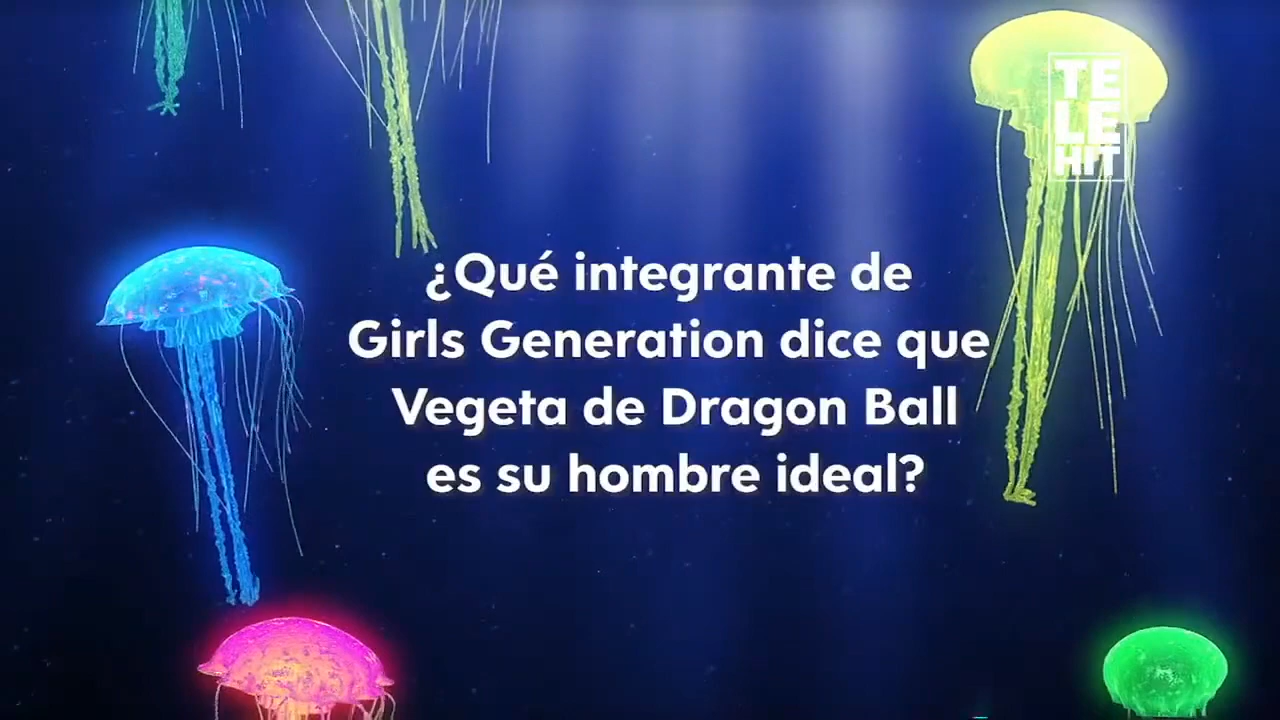 TE
LE
HIT
¿Qué integrante de
Girls Generation dice que
Vegeta de Dragon Ball
es su hombre ideal?